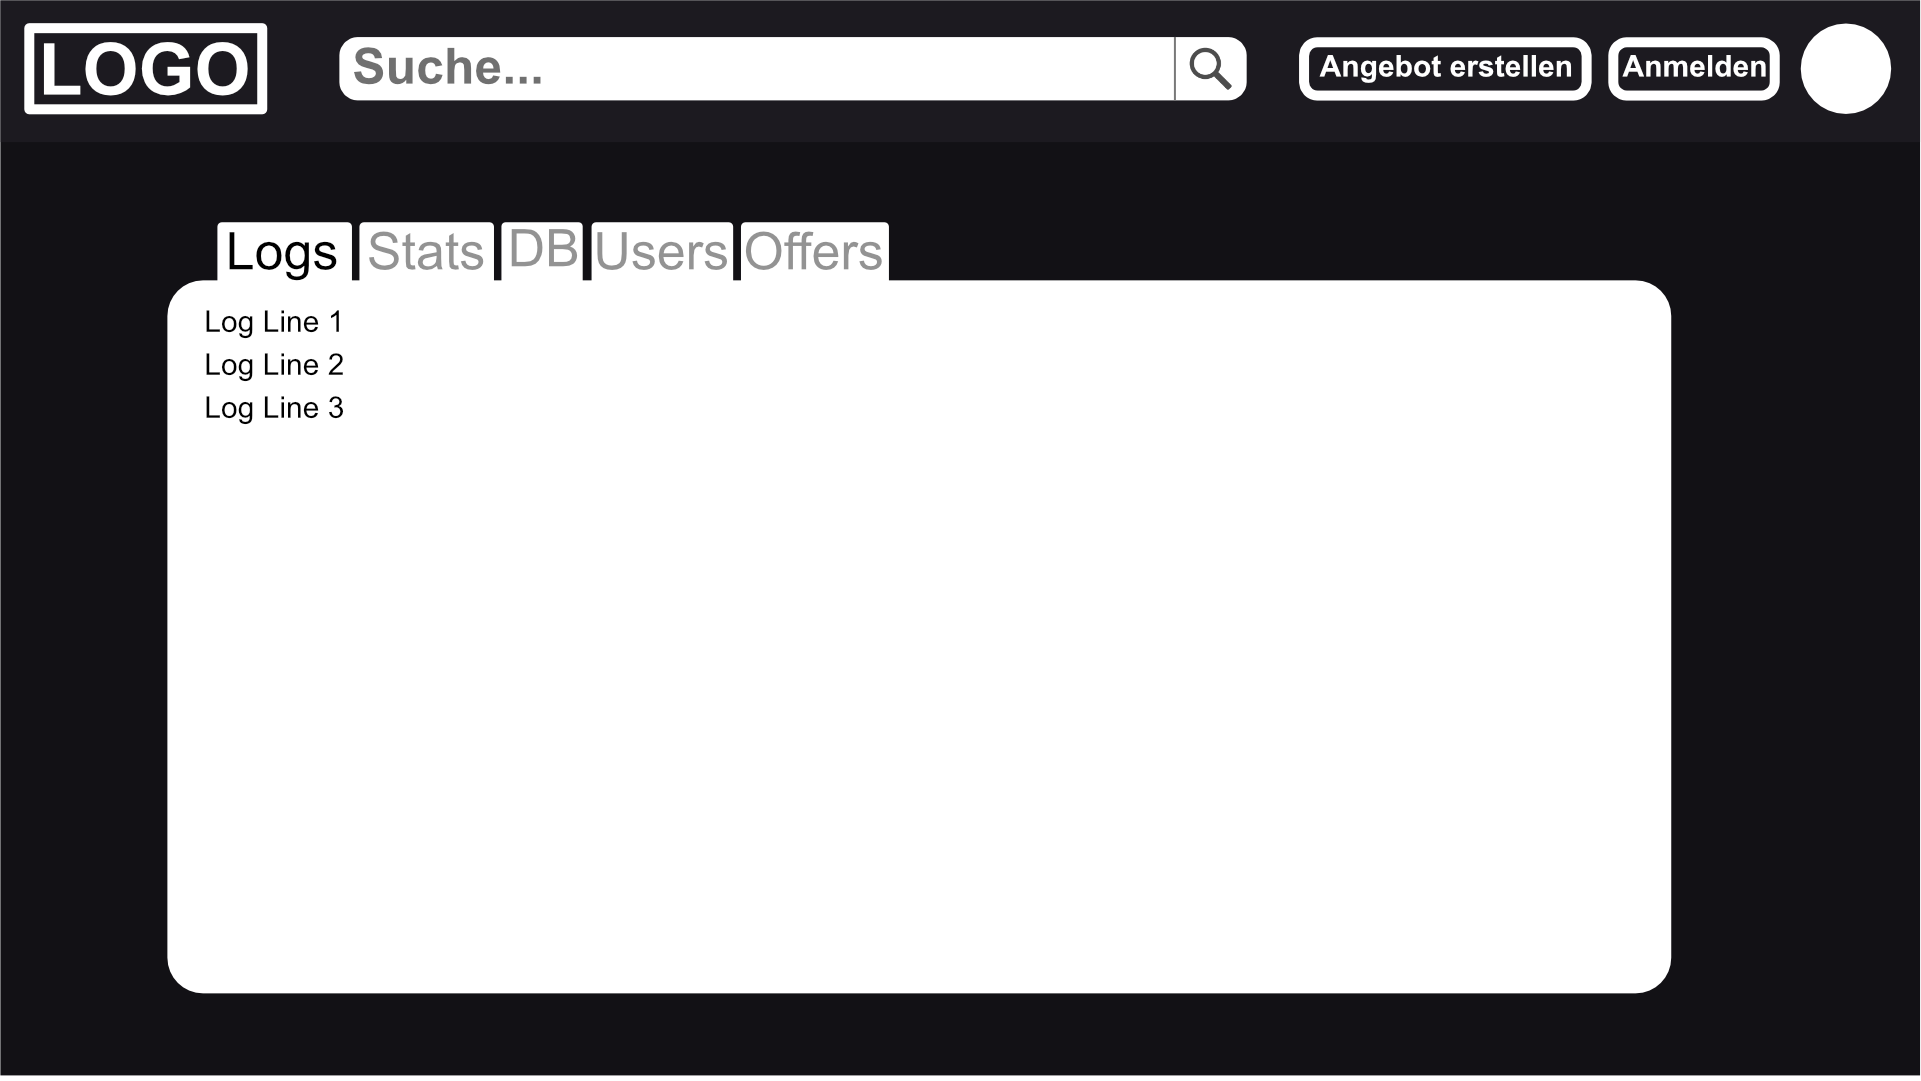 LOGO
Suche...
Angebot erstellen
Anmelden
Logs
Stats
DB
Users
Offers
Log Line 1
Log Line 2
Log Line 3